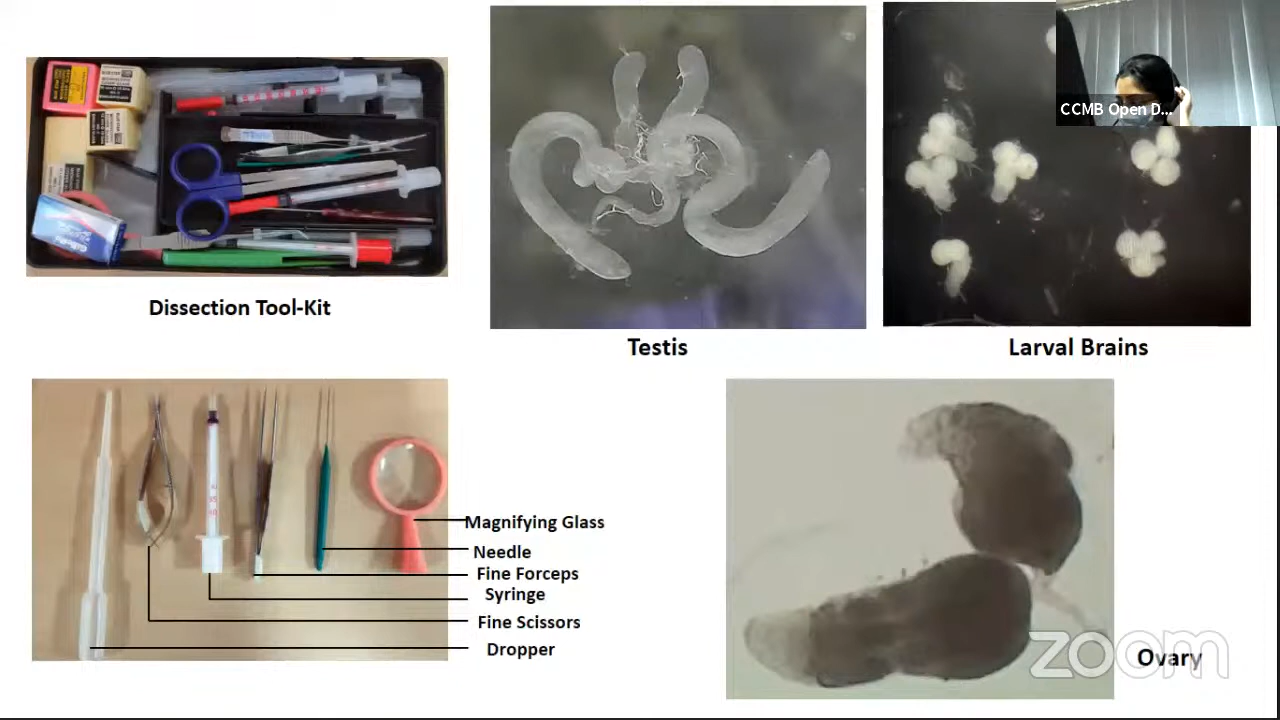 CCMB Open D...
Dissection Tool-Kit
Testis
Larval Brains
Magnifying Glass
Needle
Fine Forceps
Syringe
Fine Scissors
Dropper
Ovary
zoom